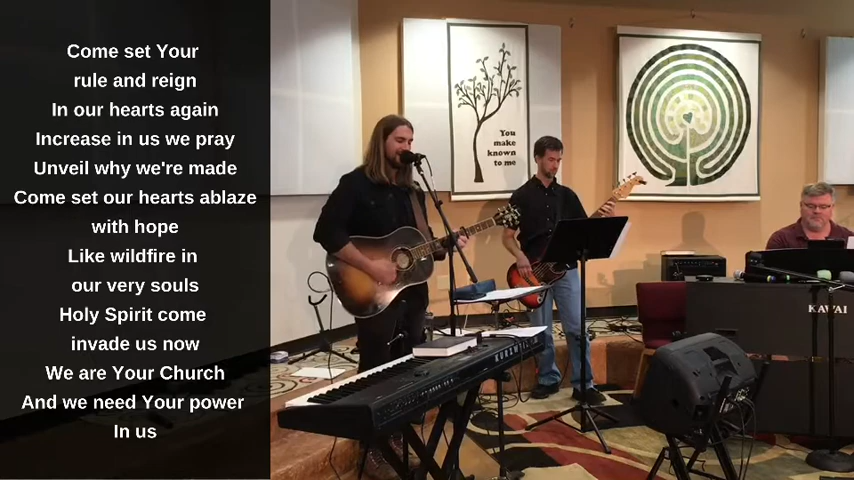 Come set Your
rule and reign
In our hearts again
Increase in us we pray
Unveil why we're made
Come set our hearts ablaze
with hope
Like wildfire in
our very souls
Holy Spirit come
invade us now
We are Your Church
And we need Your power
In us
You
make
known
to me
KURZWEIL
KAWAI